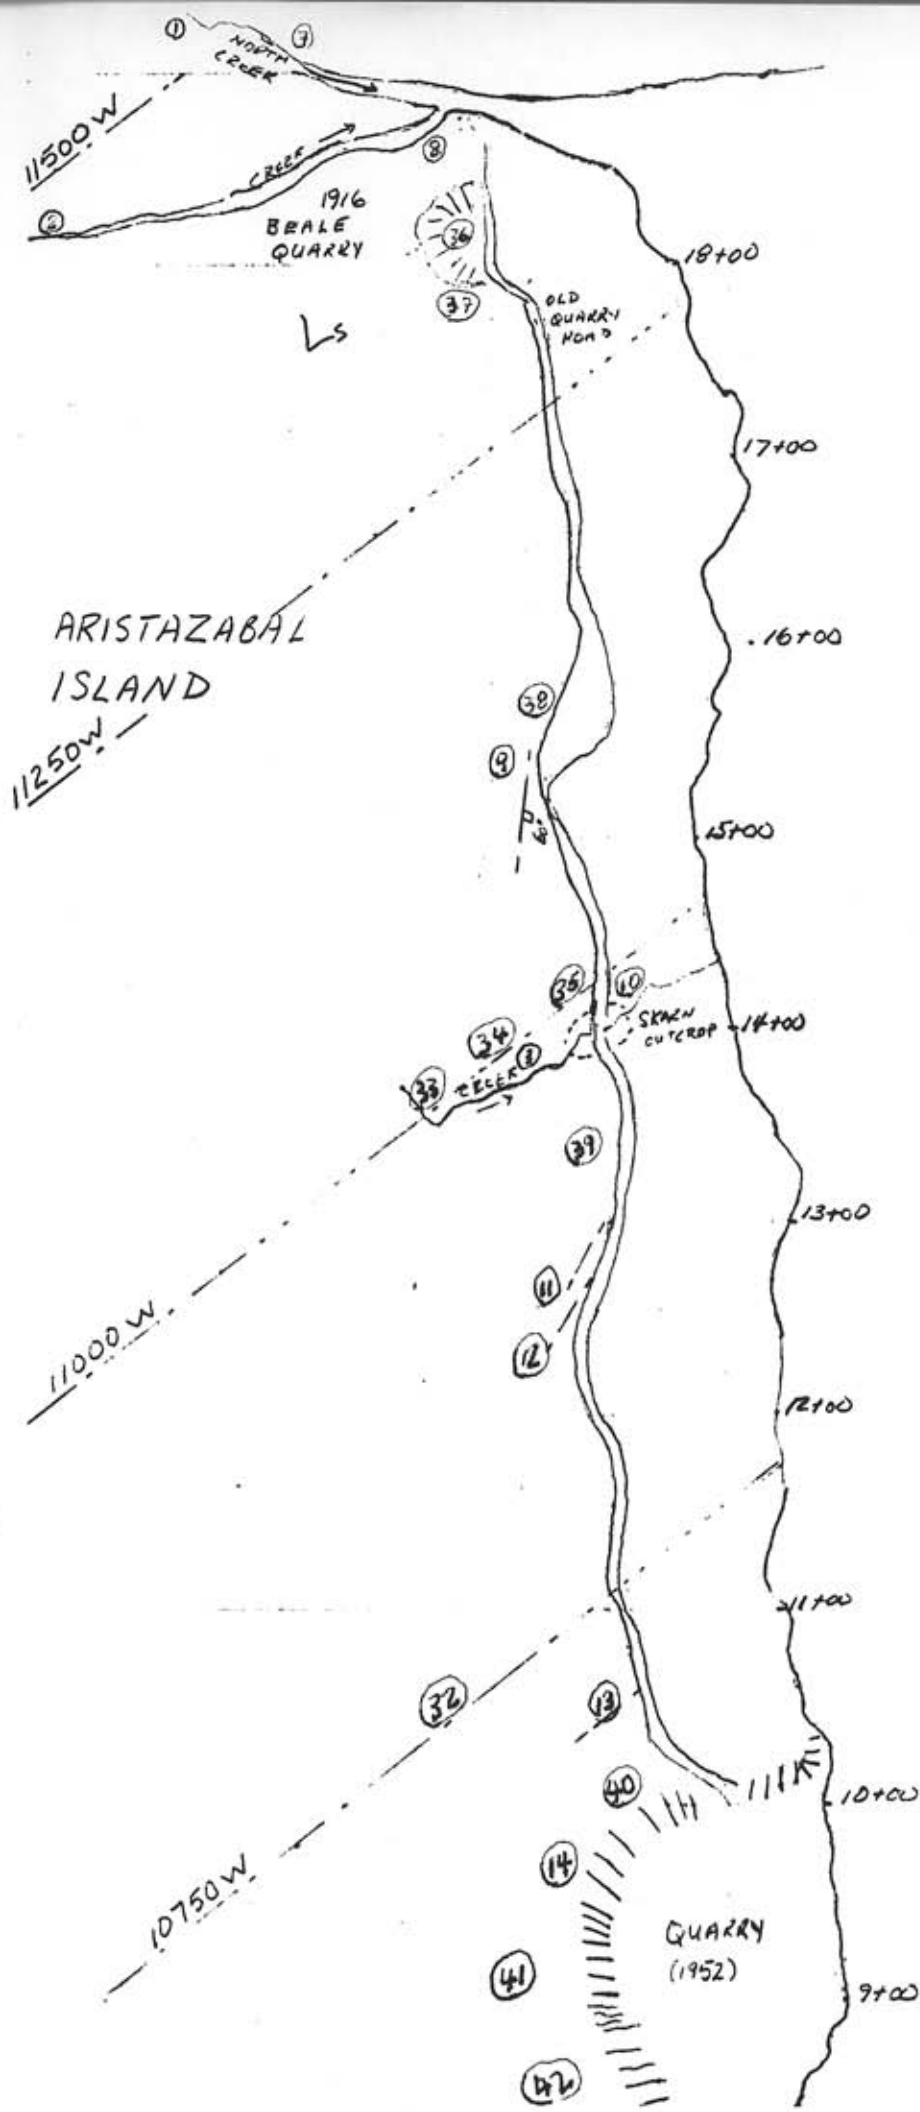 ①
⑦
NORTH
CREEK
11500 W
CREEK
⑧
②
1916
BEALE
QUARRY
㊱
18+00
㊲
OLD
QUARRY
ROAD
Ls
17+00
ARISTAZABAL
ISLAND
16+00
㊳
11250 W
⑨
60°
15+00
㉟
⑩
SKARN
OUTCROP
14+00
㉞
③
㉝
CREEK
㊴
13+00
⑪
11000 W
⑫
12+00
11+00
㉜
⑬
㊵
10+00
⑭
10750 W
QUARRY
(1952)
㊶
9+00
㊷